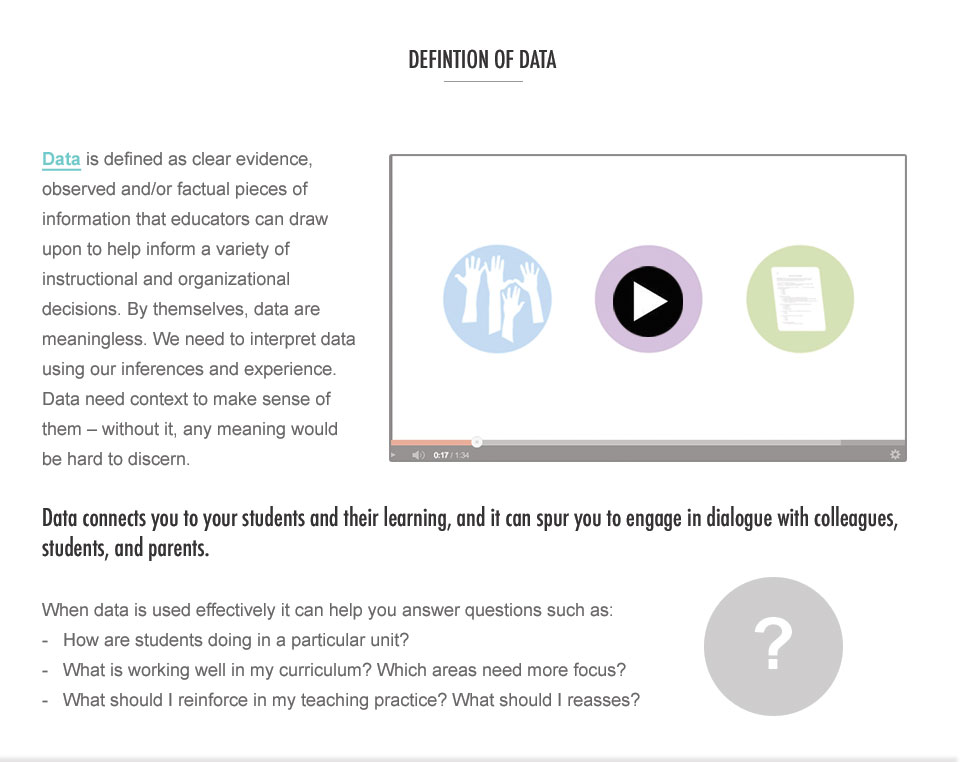 DEFINTION OF DATA
Data is defined as clear evidence,
observed and/or factual pieces of
information that educators can draw
upon to help inform a variety of
instructional and organizational
decisions. By themselves, data are
meaningless. We need to interpret data
using our inferences and experience.
Data need context to make sense of
them – without it, any meaning would
be hard to discern.
0:17 / 1:34
Data connects you to your students and their learning, and it can spur you to engage in dialogue with colleagues,
students, and parents.
When data is used effectively it can help you answer questions such as:
- How are students doing in a particular unit?
- What is working well in my curriculum? Which areas need more focus?
- What should I reinforce in my teaching practice? What should I reasses?
?